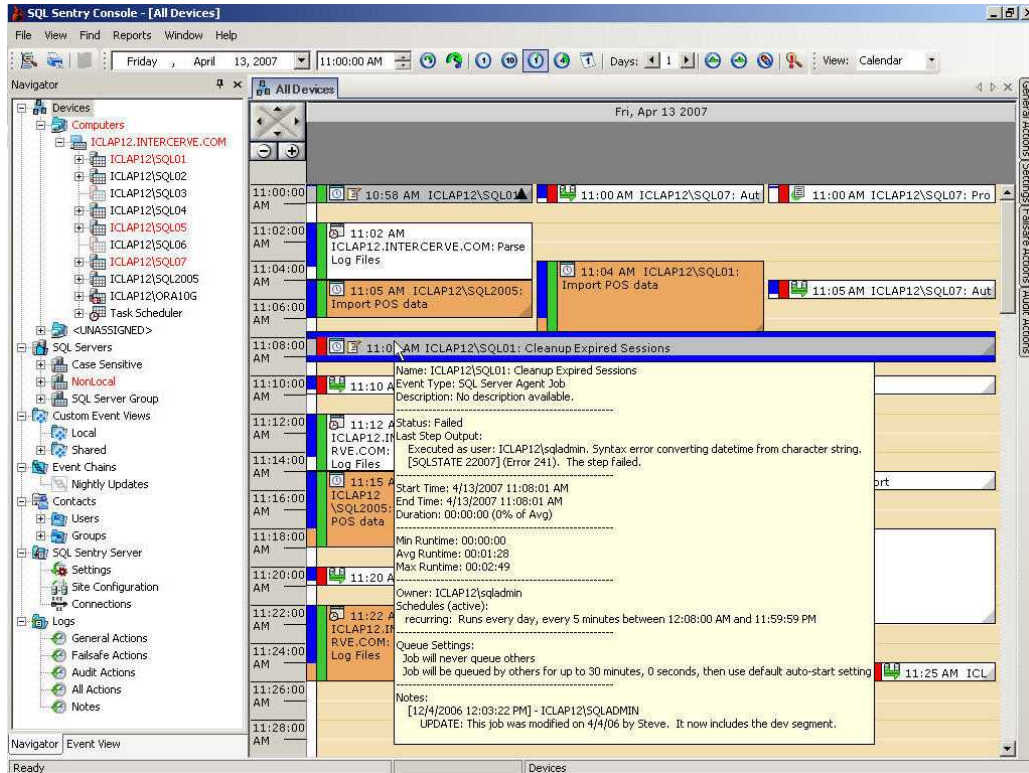 SQL Sentry Console - [All Devices]
File View Find Reports Window Help
Friday , April 13, 2007 11:00:00 AM Days: 1 View: Calendar
Navigator
All Devices
Devices
Computers
ICLAP12.INTERCERVE.COM
ICLAP12\SQL01
ICLAP12\SQL02
ICLAP12\SQL03
ICLAP12\SQL04
ICLAP12\SQL05
ICLAP12\SQL06
ICLAP12\SQL07
ICLAP12\SQL2005
ICLAP12\ORA10G
Task Scheduler
<UNASSIGNED>
SQL Servers
Case Sensitive
NonLocal
SQL Server Group
Custom Event Views
Local
Shared
Event Chains
Nightly Updates
Contacts
Users
Groups
SQL Sentry Server
Settings
Site Configuration
Connections
Logs
General Actions
Failsafe Actions
Audit Actions
All Actions
Notes
Navigator Event View
Fri, Apr 13 2007
11:00:00 AM
10:58 AM ICLAP12\SQL01
11:00 AM ICLAP12\SQL07: Aut
11:00 AM ICLAP12\SQL07: Pro
11:02:00 AM
11:02 AM
ICLAP12.INTERCERVE.COM: Parse
Log Files
11:04:00 AM
11:04 AM ICLAP12\SQL01:
Import POS data
11:05 AM ICLAP12\SQL2005:
Import POS data
11:05 AM ICLAP12\SQL07: Aut
11:06:00 AM
11:08:00 AM
11:0 AM ICLAP12\SQL01: Cleanup Expired Sessions
11:10:00 AM
11:10 A
11:12:00 AM
11:12 A
ICLAP12.IN
RVE.COM:
Log Files
11:14:00 AM
11:15 A
ICLAP12
\SQL2005:
POS data
ort
11:16:00 AM
11:18:00 AM
11:20:00 AM
11:20 A
11:22:00 AM
11:22 A
ICLAP12.IN
RVE.COM:
Log Files
11:24:00 AM
11:25 AM ICL
11:26:00 AM
11:28:00 AM
Name: ICLAP12\SQL01: Cleanup Expired Sessions
Event Type: SQL Server Agent Job
Description: No description available.
Status: Failed
Last Step Output:
Executed as user: ICLAP12\sqladmin. Syntax error converting datetime from character string.
[SQLSTATE 22007] (Error 241). The step failed.
Start Time: 4/13/2007 11:08:01 AM
End Time: 4/13/2007 11:08:01 AM
Duration: 00:00:00 (0% of Avg)
Min Runtime: 00:00:00
Avg Runtime: 00:01:28
Max Runtime: 00:02:49
Owner: ICLAP12\sqladmin
Schedules (active):
recurring: Runs every day, every 5 minutes between 12:08:00 AM and 11:59:59 PM
Queue Settings:
Job will never queue others
Job will be queued by others for up to 30 minutes, 0 seconds, then use default auto-start setting
Notes:
[12/4/2006 12:03:22 PM] - ICLAP12\SQLADMIN
UPDATE: This job was modified on 4/4/06 by Steve. It now includes the dev segment.
General Actions
Settings
Failsafe Actions
Audit Actions
Ready
Devices